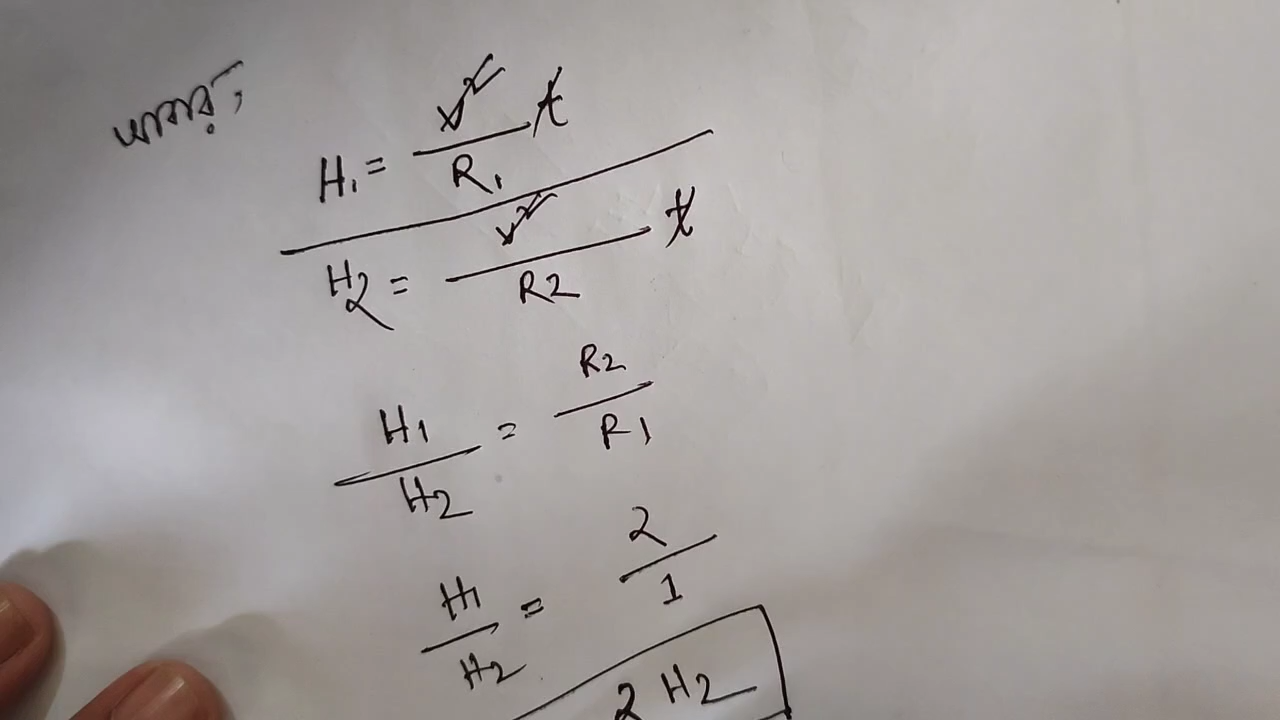 H₁ = V²/R₁ t
H2 = V²/R2 t
H1/H2 = R2/R1
H1/H2 = 2/1
2 H2